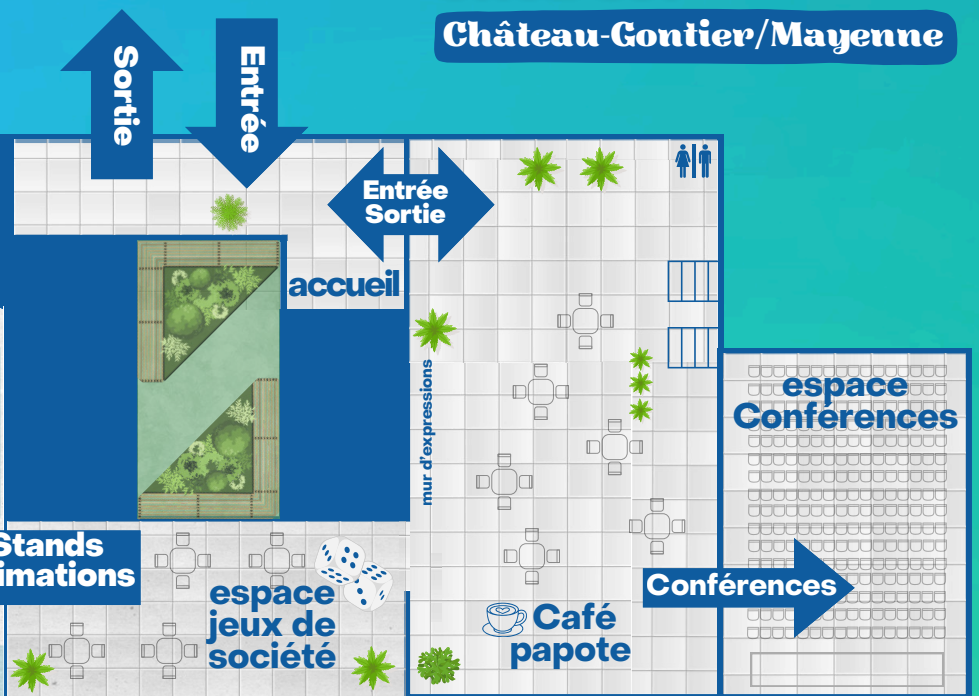 Château-Gontier/Mayenne
Sortie
Entrée
Entrée
Sortie
accueil
mur d'expressions
espace
Conférences
Stands
imations
espace
jeux de
société
Café
papote
Conférences